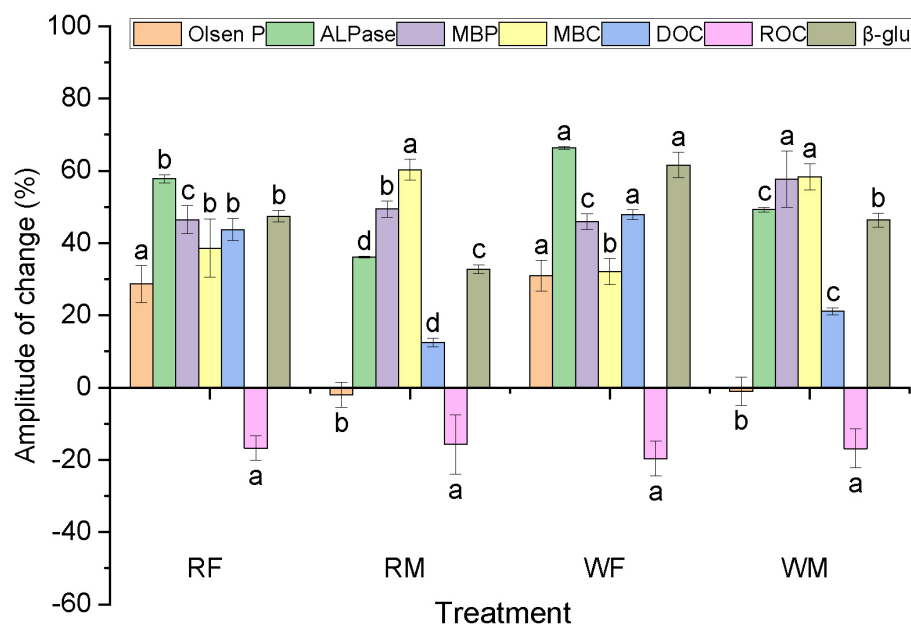 100
80
60
40
20
0
-20
-40
-60
Amplitude of change (%)
Olsen P ALPase MBP MBC DOC ROC β-glu
a b c b b a b
b d b a d a c
a a c b a a a
b c a a c a b
RF RM WF WM
Treatment